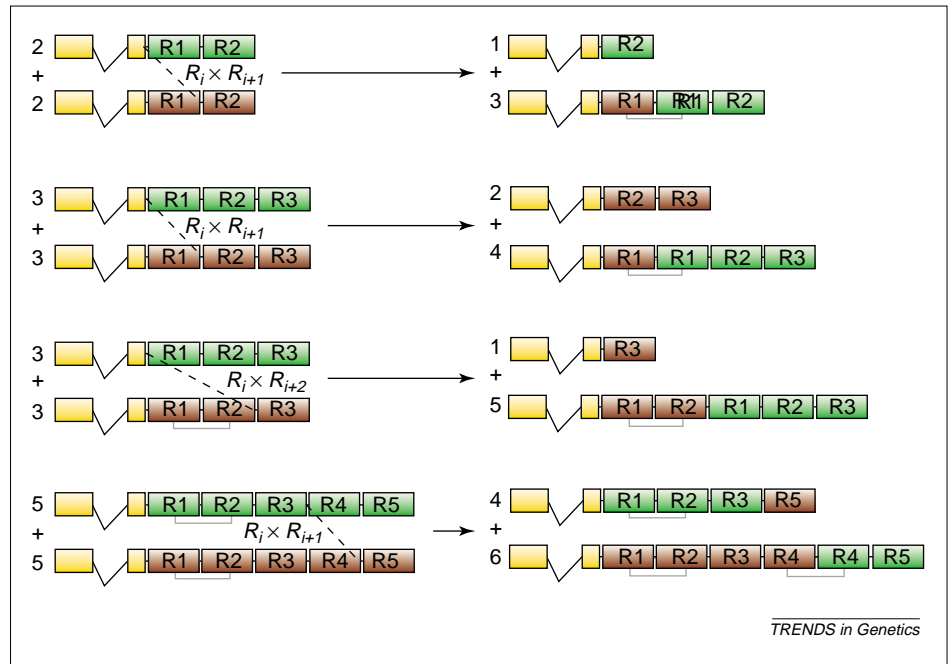 2 R1 R2 1 R2
+ Ri × Ri+1 +
2 R1 R2 3 R1 R1 R1 R2
3 R1 R2 R3 2 R2 R3
+ Ri × Ri+1 +
3 R1 R2 R3 4 R1 R1 R2 R3
3 R1 R2 R3 1 R3
+ Ri × Ri+2 +
3 R1 R2 R3 5 R1 R2 R1 R2 R3
5 R1 R2 R3 R4 R5 4 R1 R2 R3 R5
+ Ri × Ri+1 +
5 R1 R2 R3 R4 R5 6 R1 R2 R3 R4 R4 R5
TRENDS in Genetics